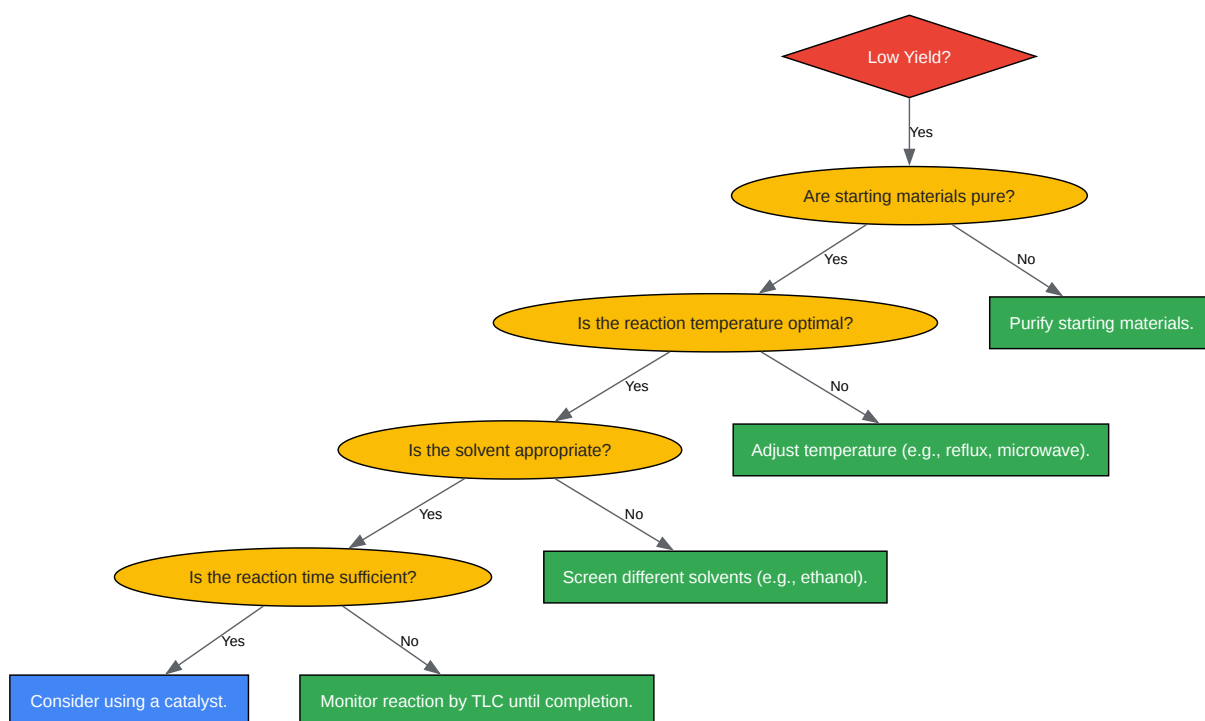 Low Yield?
Yes
Are starting materials pure?
Yes
No
Is the reaction temperature optimal?
Purify starting materials.
Yes
No
Is the solvent appropriate?
Adjust temperature (e.g., reflux, microwave).
Yes
No
Is the reaction time sufficient?
Screen different solvents (e.g., ethanol).
Yes
No
Consider using a catalyst.
Monitor reaction by TLC until completion.